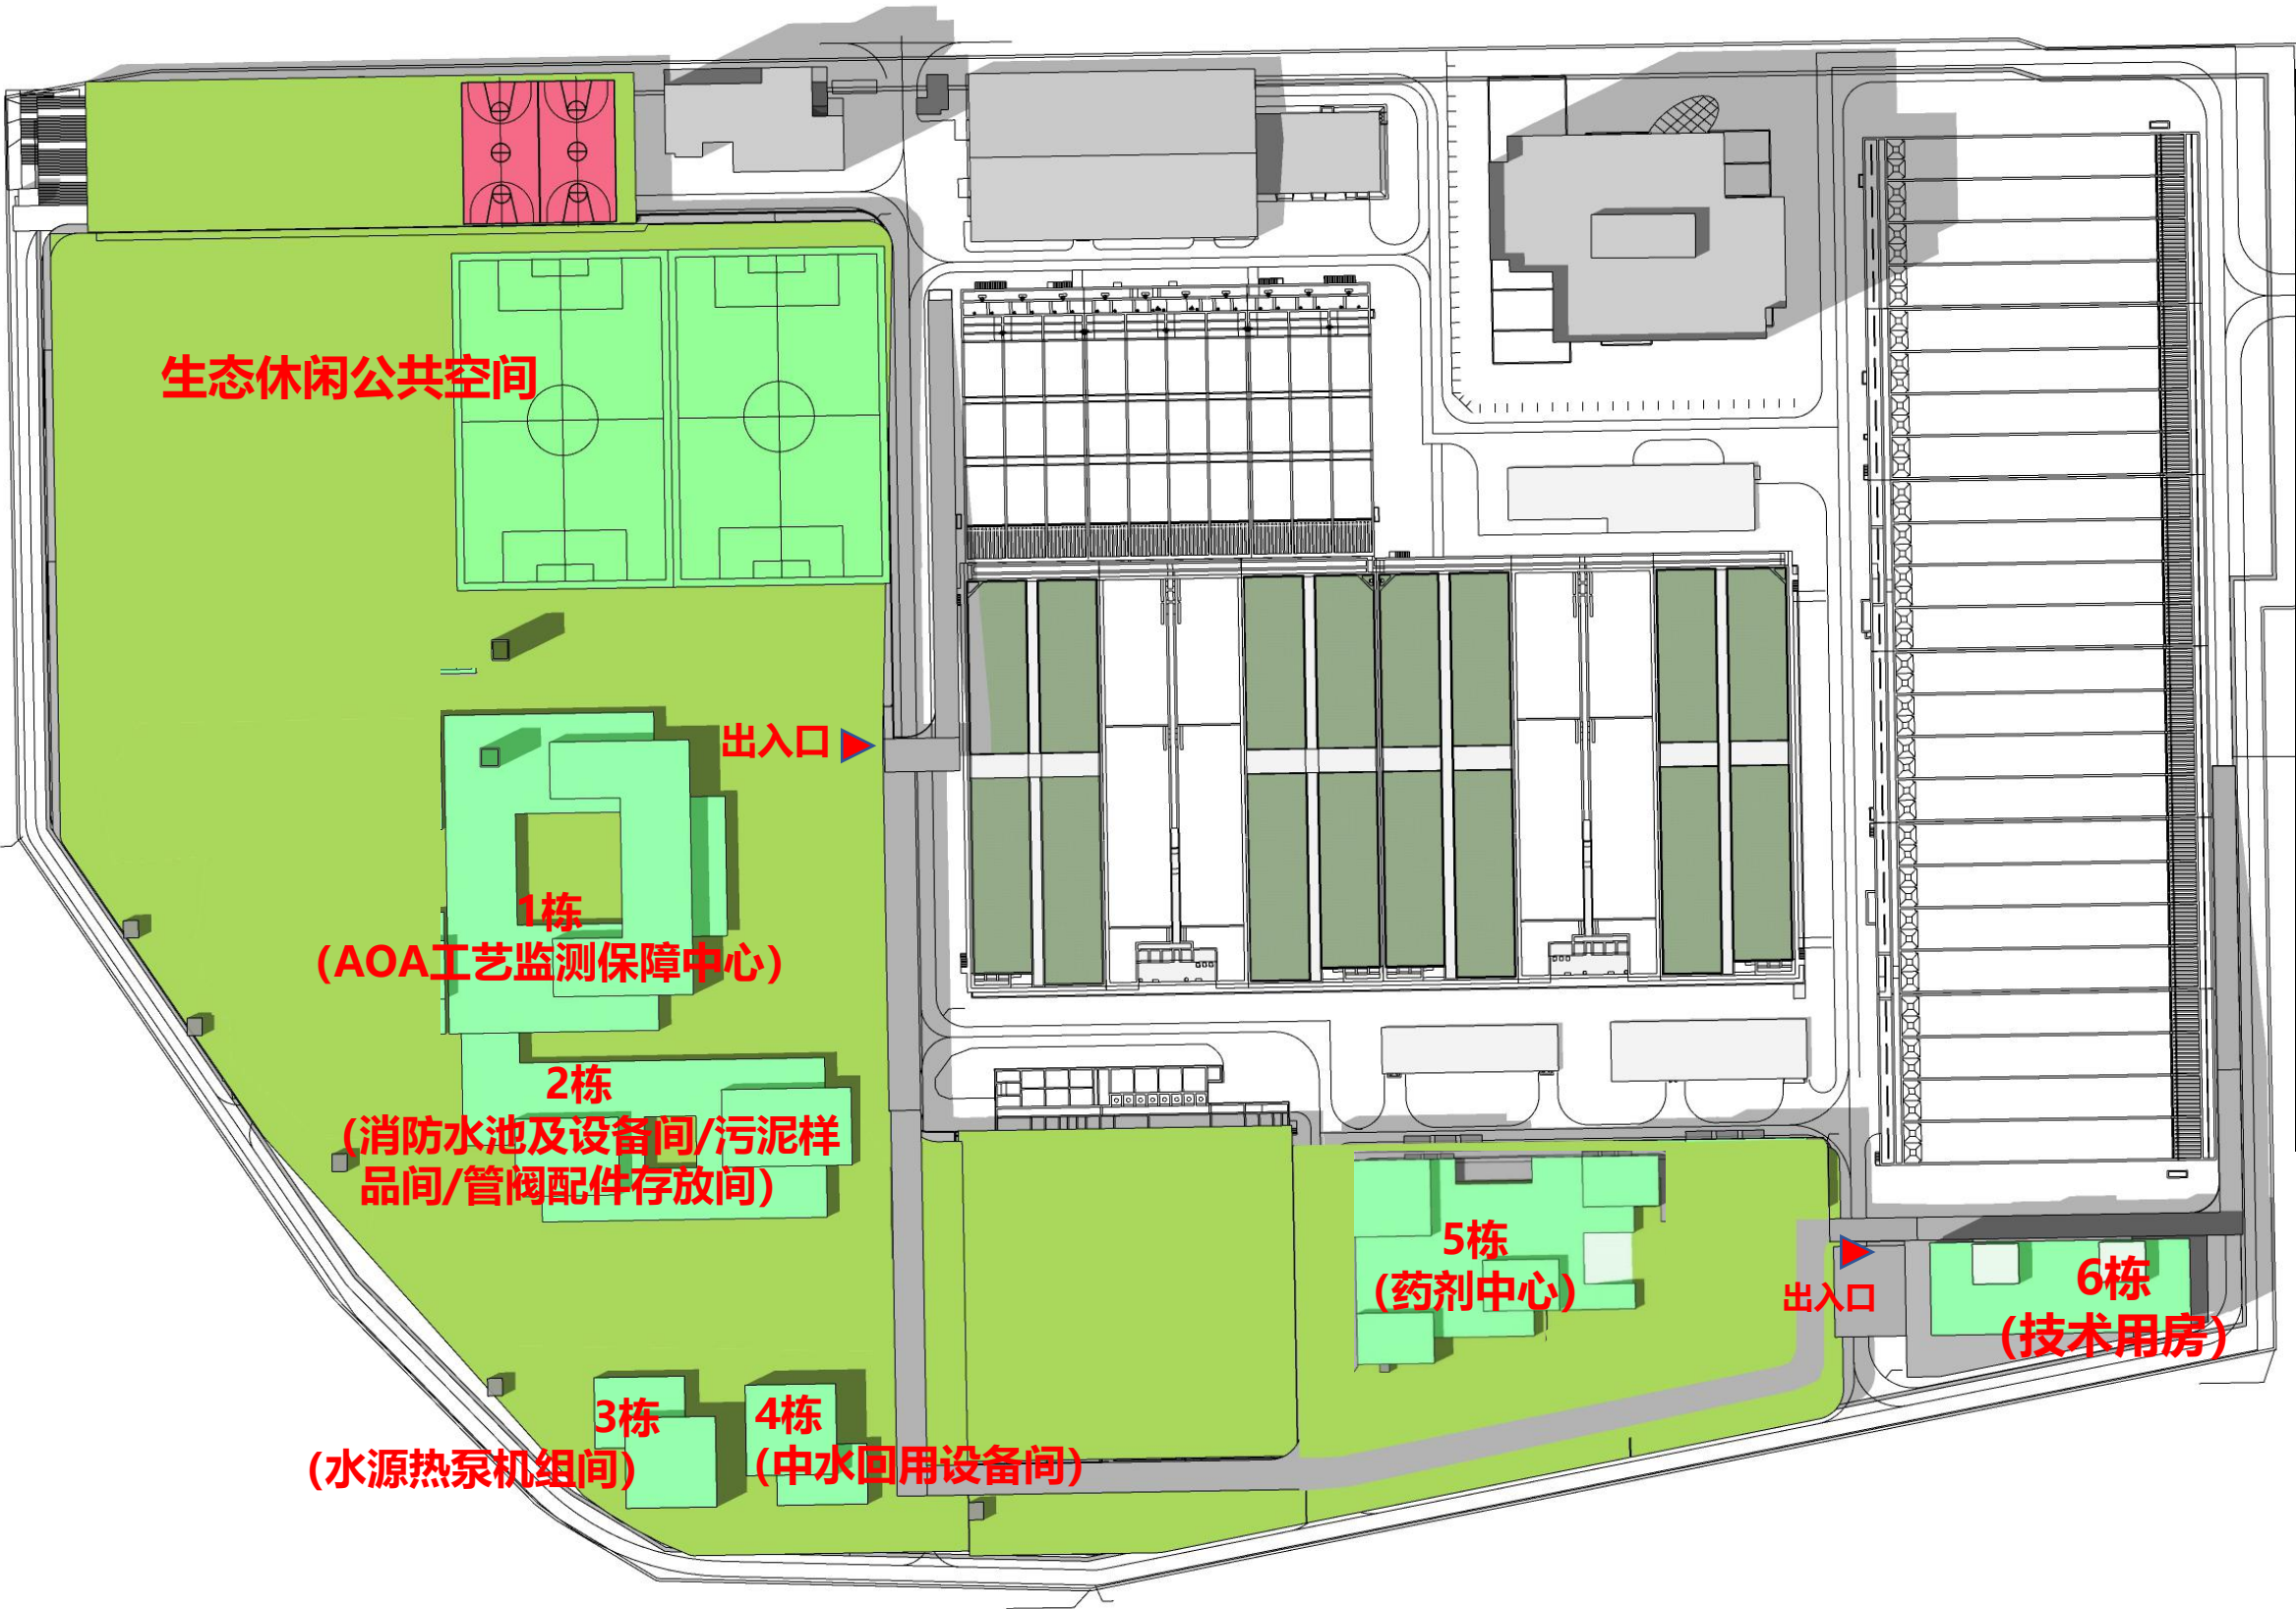 生态休闲公共空间
出入口
1栋
(AOA工艺监测保障中心)
2栋
(消防水池及设备间/污泥样
品间/管阀配件存放间)
5栋
(药剂中心)
出入口
6栋
(技术用房)
3栋
(水源热泵机组间)
4栋
(中水回用设备间)